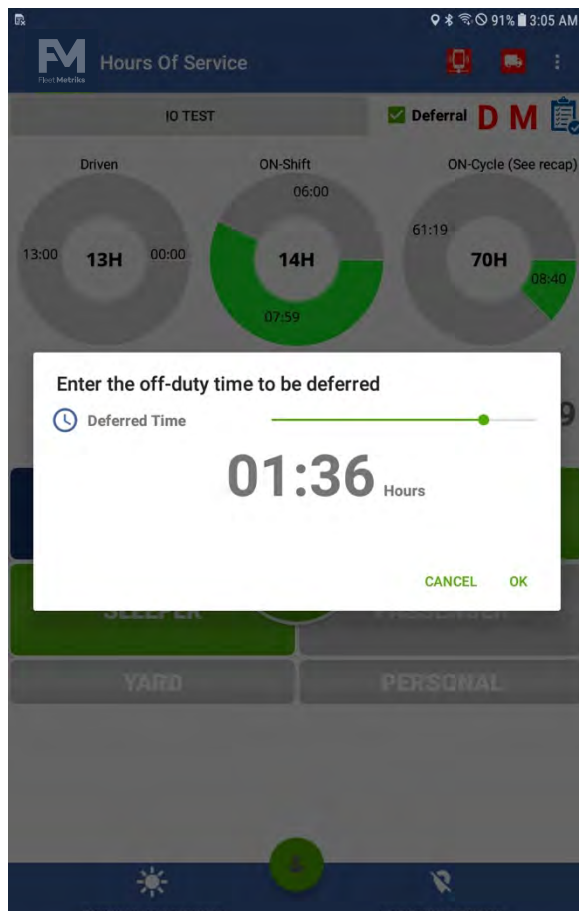 91% 3:05 AM
FM
Fleet Metrika
Hours Of Service
IO TEST
Deferral D M
Driven ON-Shift ON-Cycle (See recap)
13:00 13H 00:00
06:00
14H
07:59
61:19
70H
08:40
9
Enter the off-duty time to be deferred
Deferred Time
01:36 Hours
CANCEL OK
SLEEPER PASSENGER
YARD PERSONAL